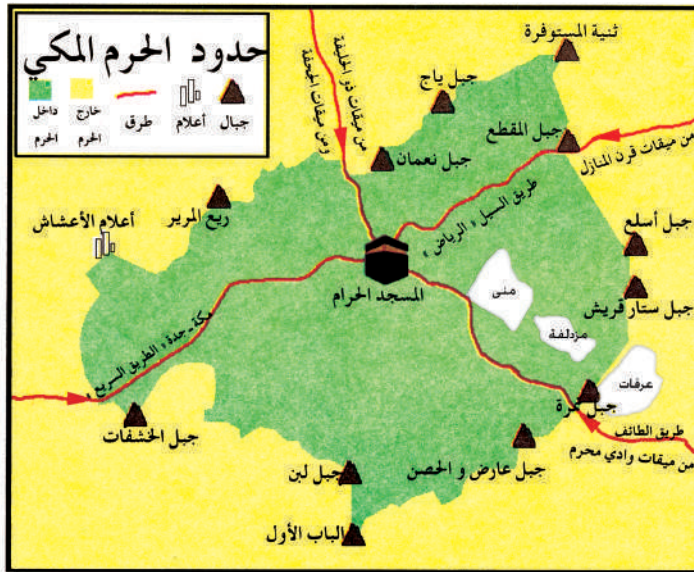 حدود الحرم المكي
داخل
الحرم
خارج
الحرم
طرق
أعلام
جبال
ثنية المستوفرة
جبل ياج
من ميقات ذو الحليفة
ومن ميقات الجحفة
جبل المقطع
من ميقات قرن المنازل
جبل نعمان
طريق السيل « الرياض »
ريع المرير
أعلام الأعشاش
جبل أسلع
المسجد الحرام
منى
جبل ستار قريش
مزدلفة
مكة-جدة « الطريق السريع »
عرفات
جبل نمرة
طريق الطائف
من ميقات وادي محرم
جبل الخشفات
جبل عارض و الحصن
جبل لبن
الباب الأول